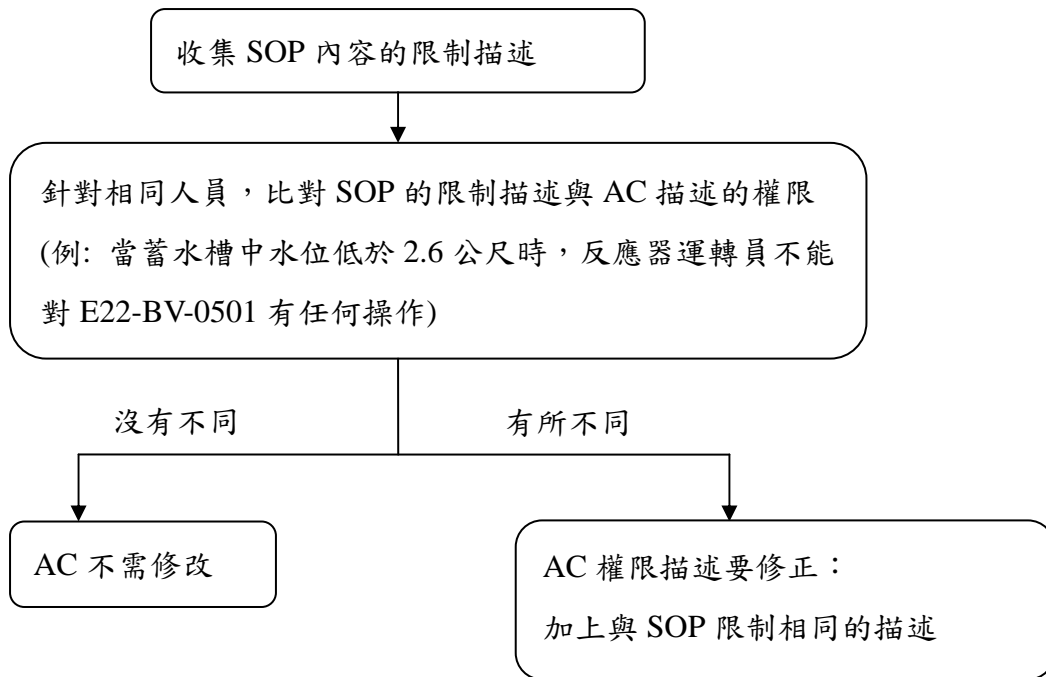 收集 SOP 內容的限制描述
針對相同人員，比對 SOP 的限制描述與 AC 描述的權限
(例: 當蓄水槽中水位低於 2.6 公尺時，反應器運轉員不能
對 E22-BV-0501 有任何操作)
沒有不同
有所不同
AC 不需修改
AC 權限描述要修正：
加上與 SOP 限制相同的描述